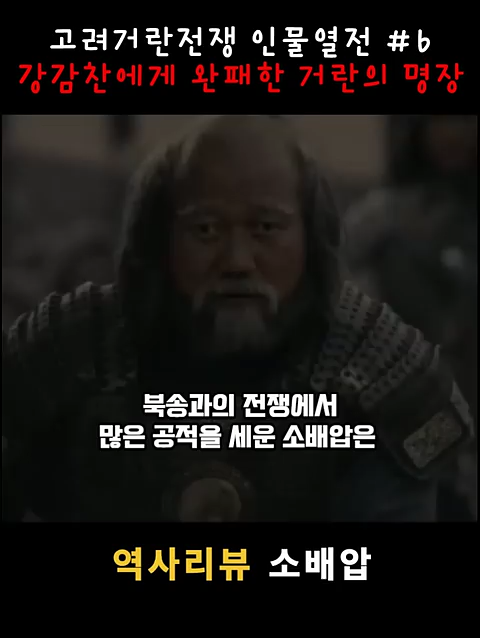 고려거란전쟁 인물열전 #6
강감찬에게 완패한 거란의 명장
북송과의 전쟁에서
많은 공적을 세운 소배압은
역사리뷰 소배압